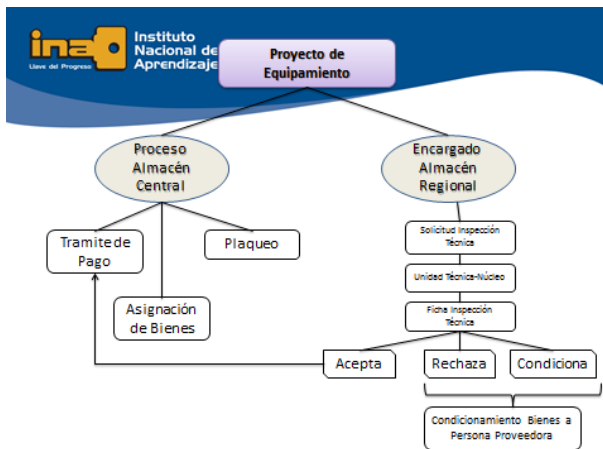 ina
Llave del Progreso
Instituto
Nacional de
Aprendizaje
Proyecto de
Equipamiento
Proceso
Almacén
Central
Encargado
Almacén
Regional
Tramite de
Pago
Plaqueo
Asignación
de Bienes
Solicitud Inspección
Técnica
Unidad Técnica-Núcleo
Ficha Inspección
Técnica
Acepta
Rechaza
Condiciona
Condicionamiento Bienes a
Persona Proveedora